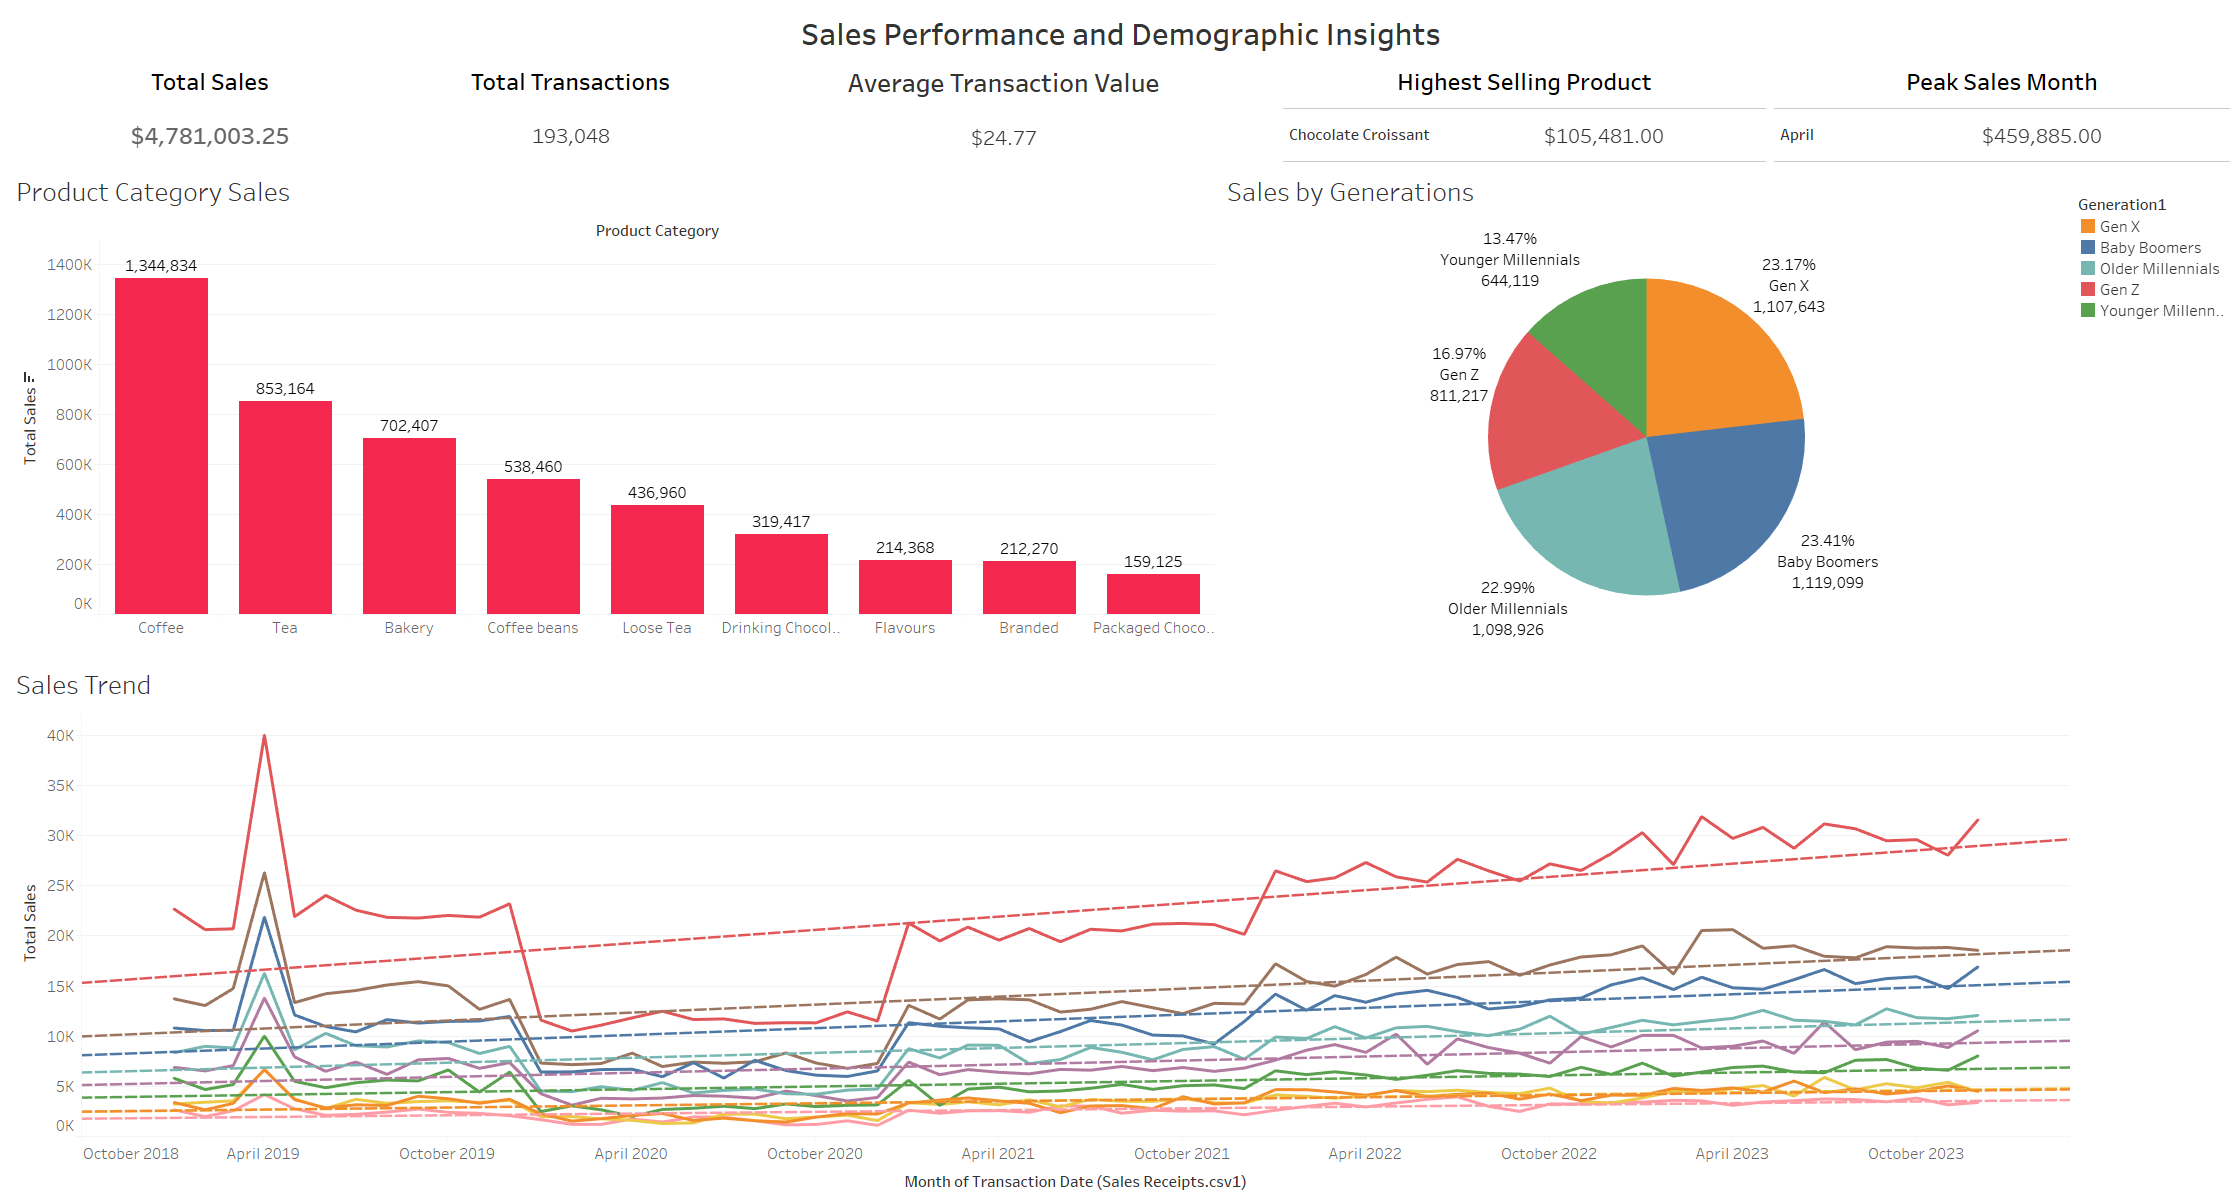 Sales Performance and Demographic Insights
Total Sales
$4,781,003.25
Total Transactions
193,048
Average Transaction Value
$24.77
Highest Selling Product
Chocolate Croissant $105,481.00
Peak Sales Month
April $459,885.00
Product Category Sales
Product Category
Total Sales
1400K
1200K
1000K
800K
600K
400K
200K
0K
1,344,834
853,164
702,407
538,460
436,960
319,417
214,368
212,270
159,125
Coffee
Tea
Bakery
Coffee beans
Loose Tea
Drinking Chocol..
Flavours
Branded
Packaged Choco..
Sales by Generations
13.47%
Younger Millennials
644,119
23.17%
Gen X
1,107,643
16.97%
Gen Z
811,217
23.41%
Baby Boomers
1,119,099
22.99%
Older Millennials
1,098,926
Generation1
Gen X
Baby Boomers
Older Millennials
Gen Z
Younger Millenn..
Sales Trend
Total Sales
40K
35K
30K
25K
20K
15K
10K
5K
0K
October 2018
April 2019
October 2019
April 2020
October 2020
April 2021
October 2021
April 2022
October 2022
April 2023
October 2023
Month of Transaction Date (Sales Receipts.csv1)